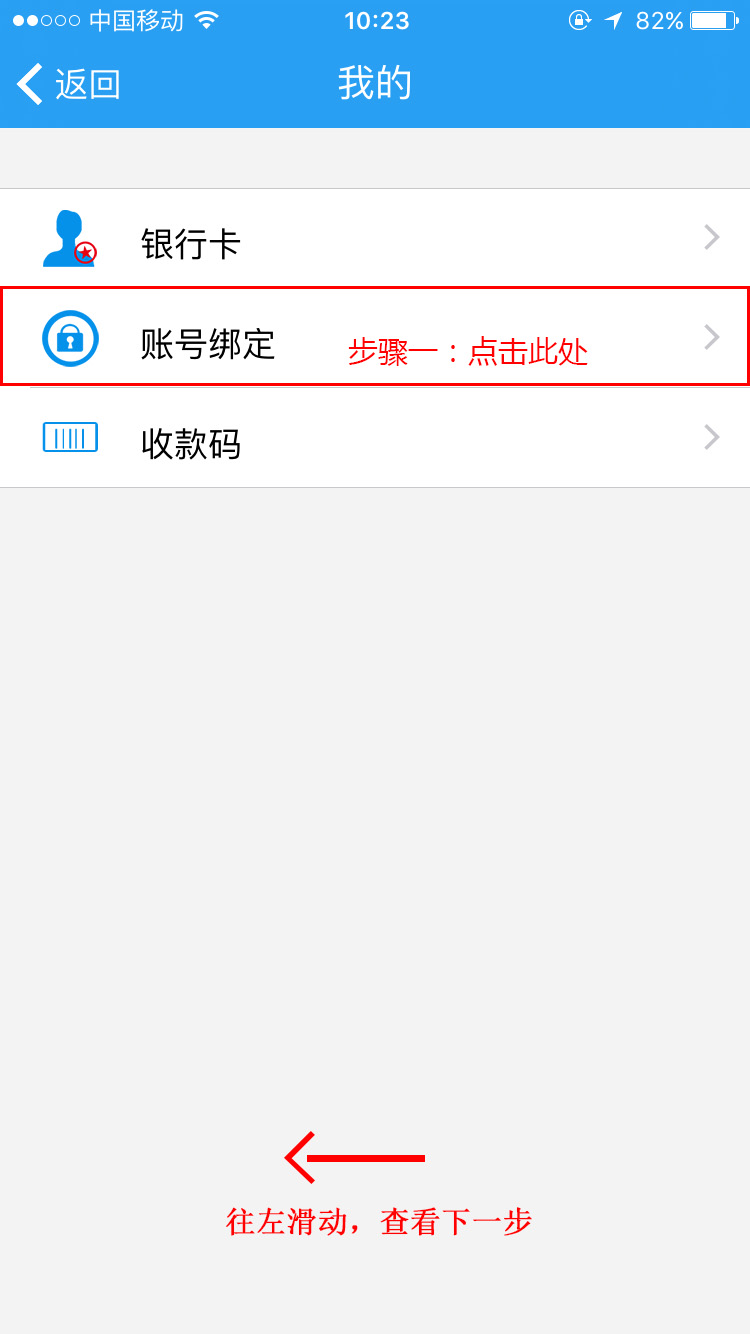 中国移动 10:23 82%
返回 我的
银行卡
账号绑定 步骤一：点击此处
收款码
往左滑动，查看下一步